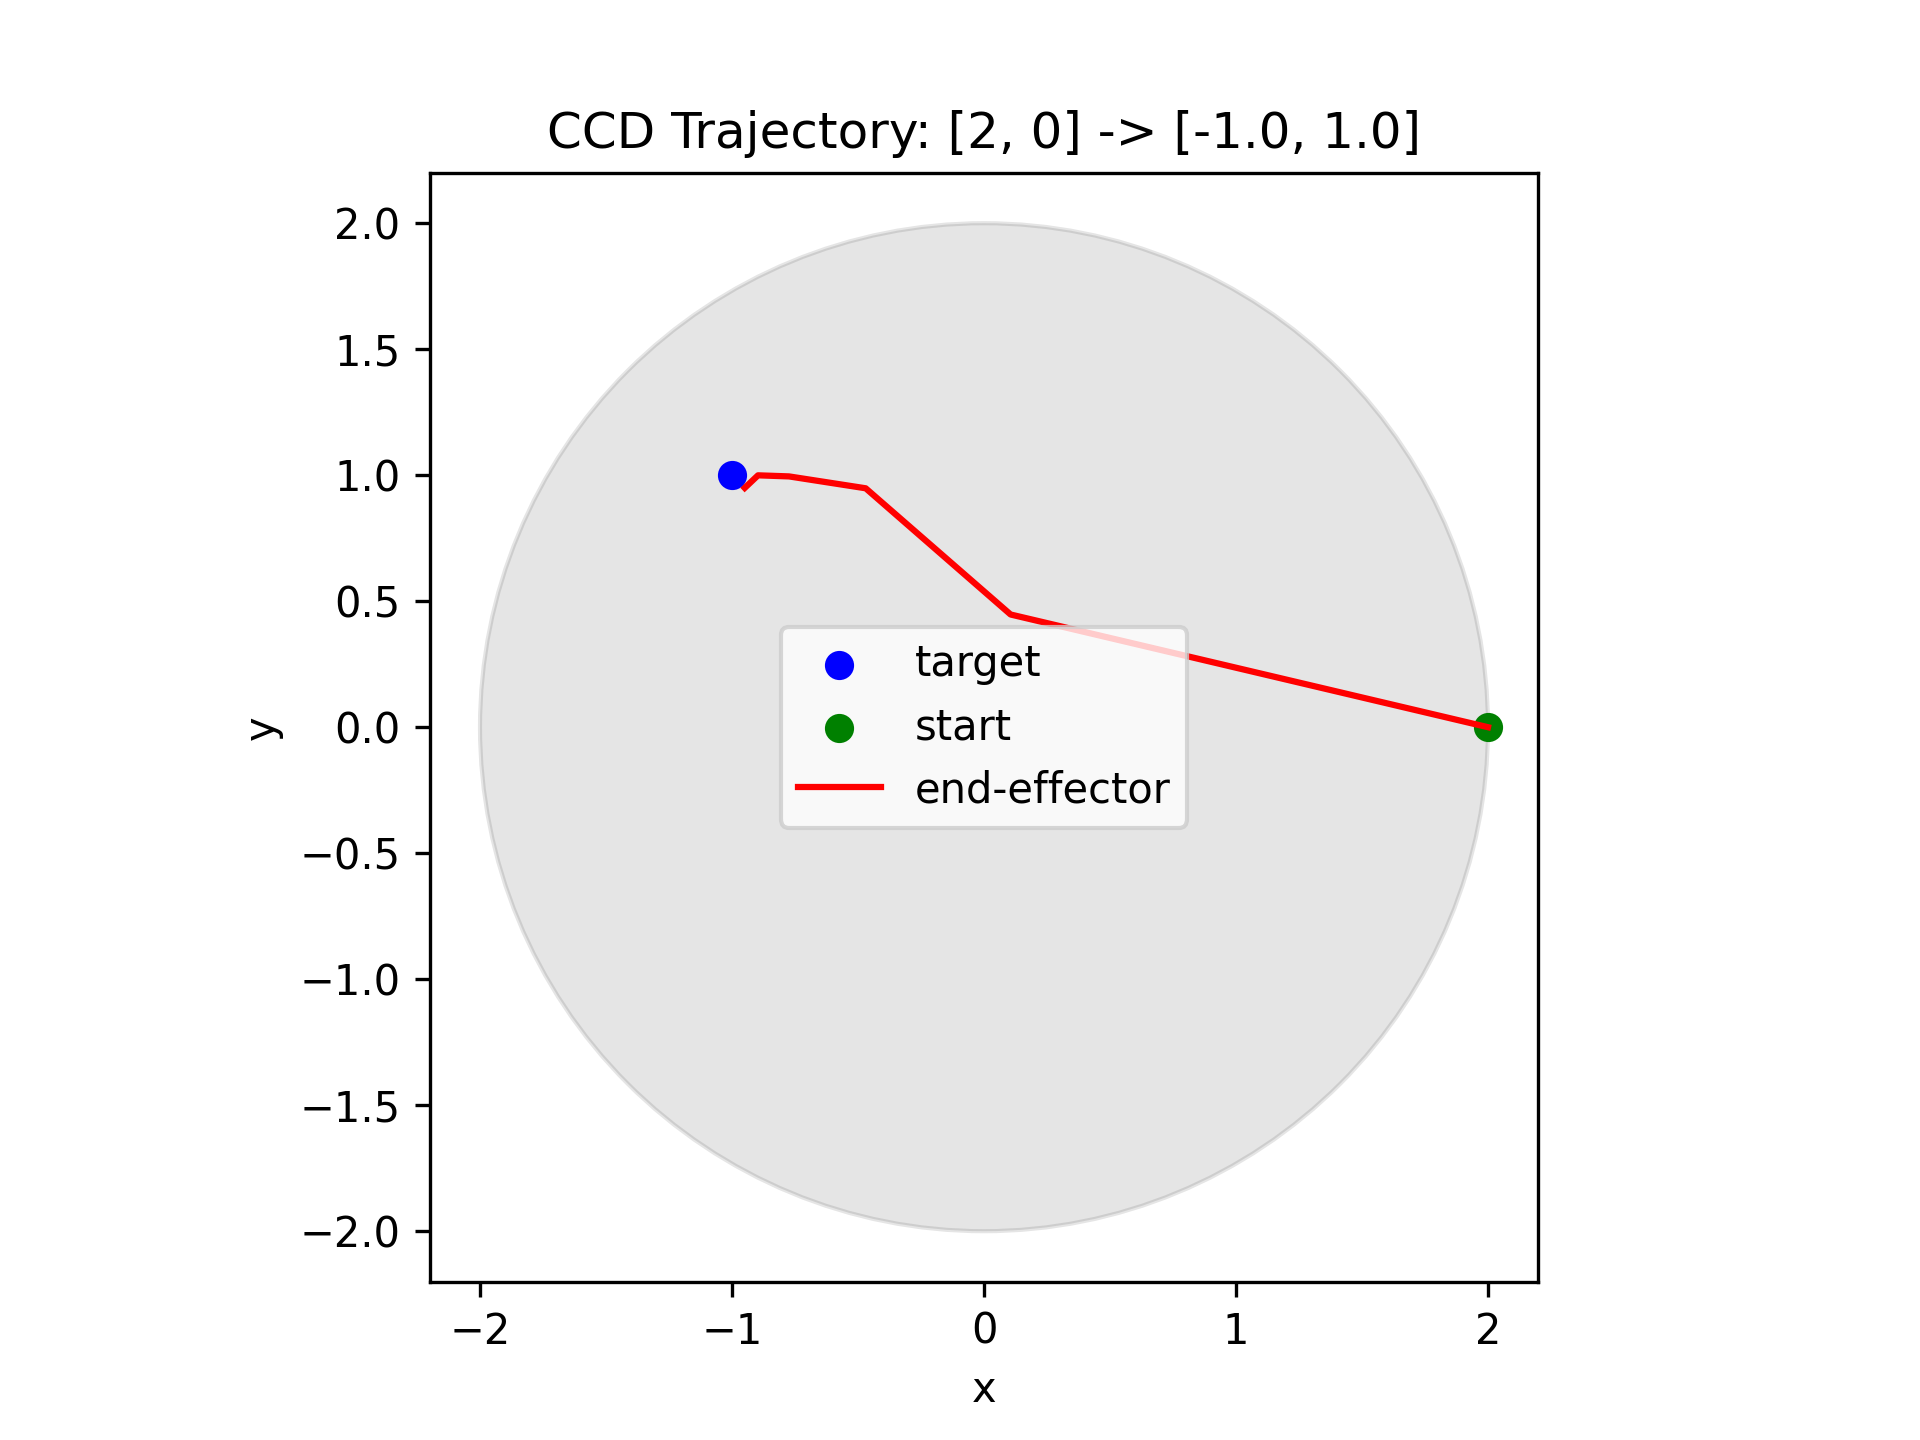 CCD Trajectory: [2, 0] -> [-1.0, 1.0]
2.0
1.5
1.0
0.5
0.0
−0.5
−1.0
−1.5
−2.0
y
target
start
end-effector
−2 −1 0 1 2
x